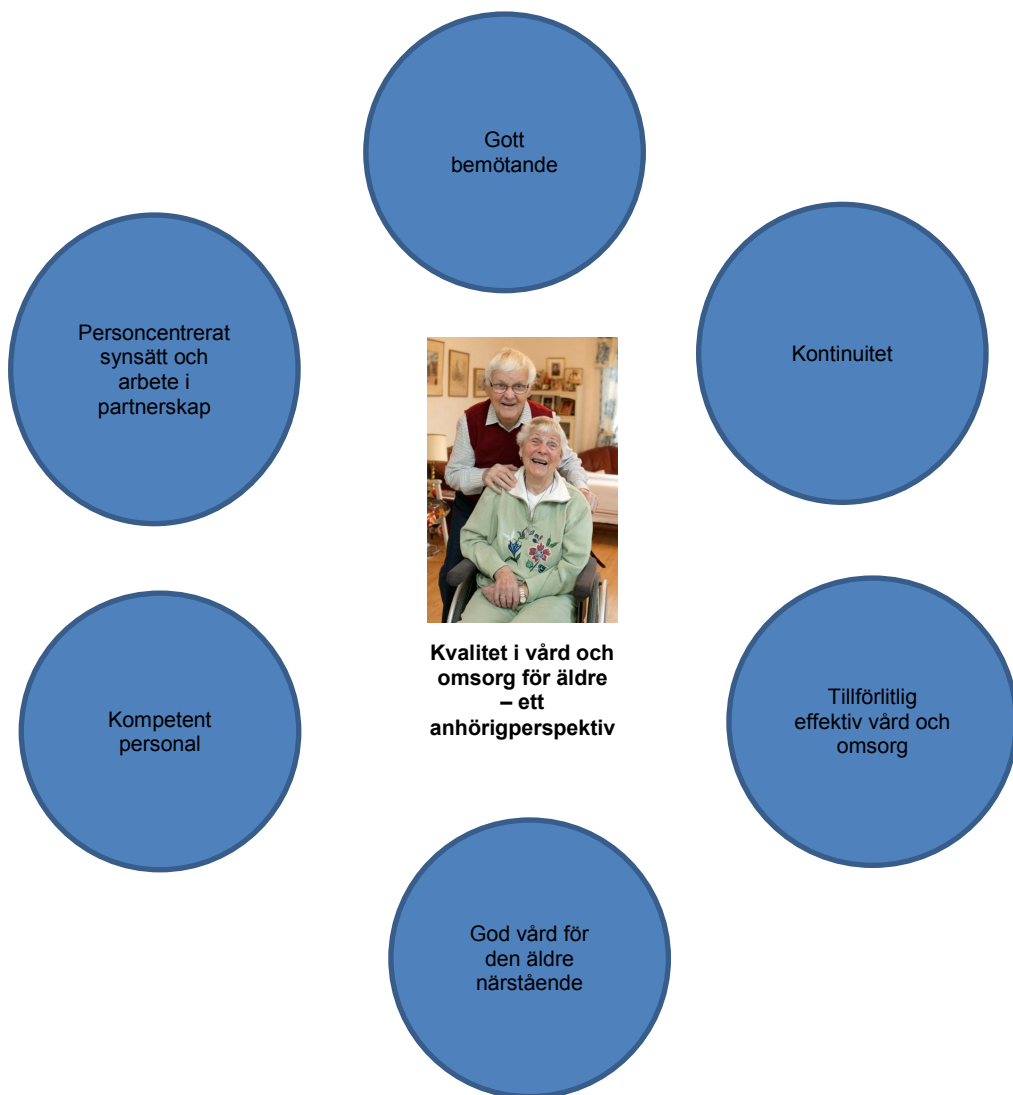 Gott
bemötande
Personcentrerat
synsätt och
arbete i
partnerskap
Kontinuitet
Kvalitet i vård och
omsorg för äldre
– ett
anhörigperspektiv
Kompetent
personal
Tillförlitlig
effektiv vård och
omsorg
God vård för
den äldre
närstående